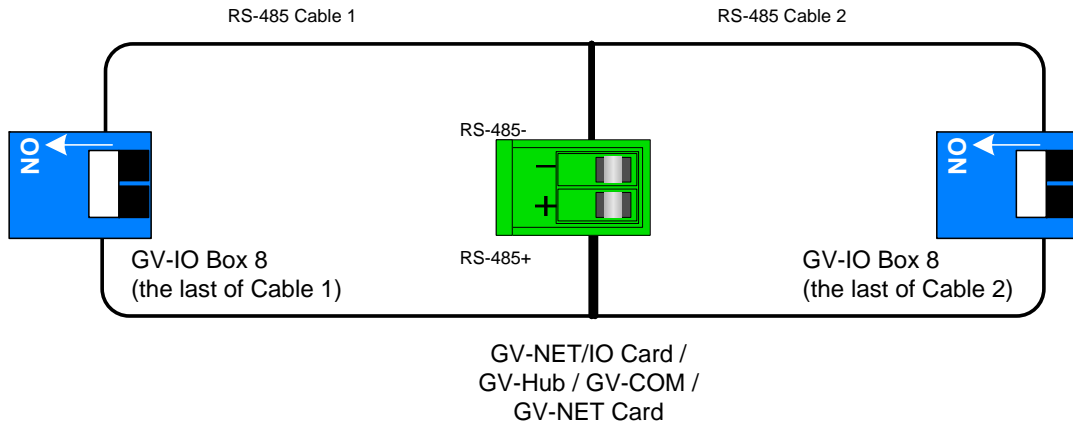 RS-485 Cable 1
RS-485 Cable 2
ON
RS-485-
ON
−
+
RS-485+
GV-IO Box 8
(the last of Cable 1)
GV-IO Box 8
(the last of Cable 2)
GV-NET/IO Card /
GV-Hub / GV-COM /
GV-NET Card